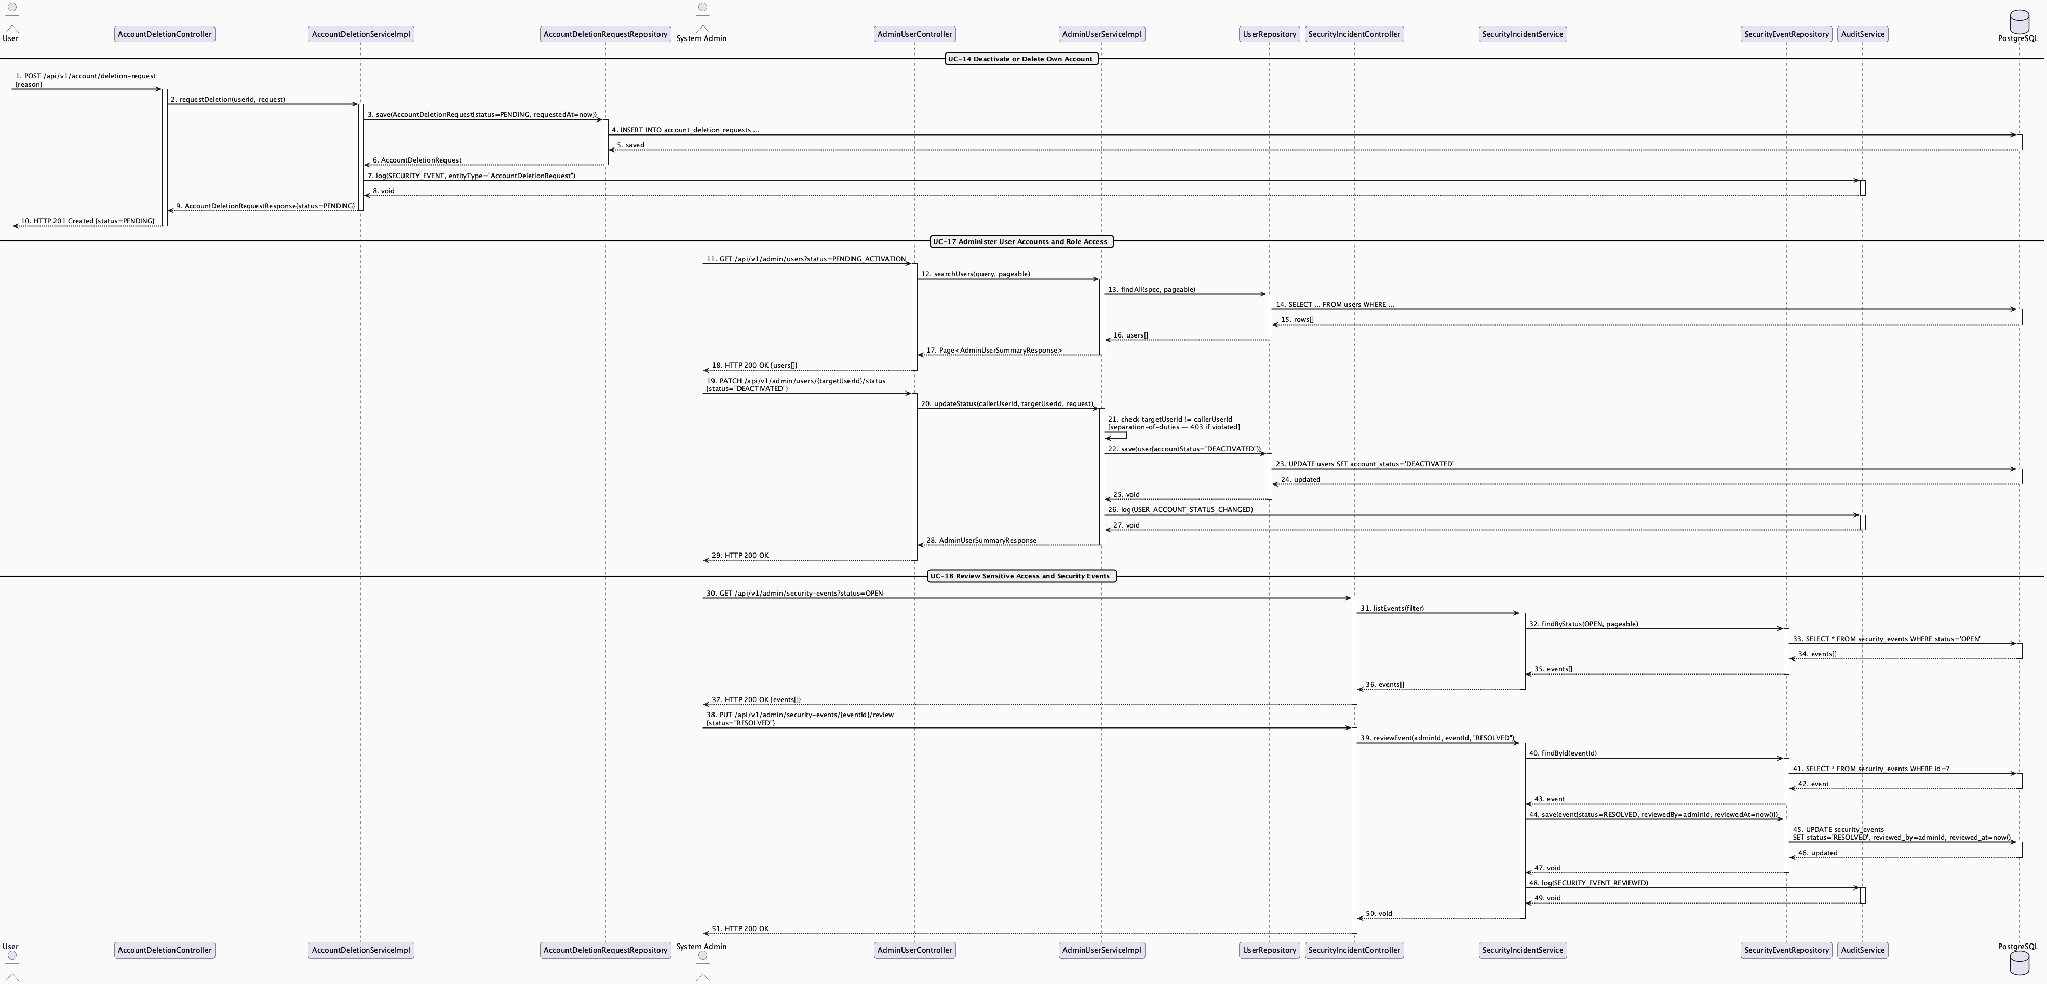 User
AccountDeletionController
AccountDeletionServiceImpl
AccountDeletionRequestRepository
System Admin
AdminUserController
AdminUserServiceImpl
UserRepository
SecurityIncidentController
SecurityIncidentService
SecurityEventRepository
AuditService
PostgreSQL
UC-14 Deactivate or Delete Own Account
1. POST /api/v1/account/deletion-request
{reason}
2. requestDeletion(userId, request)
3. save(AccountDeletionRequest{status=PENDING, requestedAt=now})
4. INSERT INTO account_deletion_requests ...
5. saved
6. AccountDeletionRequest
7. log(SECURITY_EVENT, entityType="AccountDeletionRequest")
8. void
9. AccountDeletionRequestResponse{status=PENDING}
10. HTTP 201 Created {status=PENDING}
UC-17 Administer User Accounts and Role Access
11. GET /api/v1/admin/users?status=PENDING_ACTIVATION
12. searchUsers(query, pageable)
13. findAll(spec, pageable)
14. SELECT ... FROM users WHERE ...
15. rows[]
16. users[]
17. Page<AdminUserSummaryResponse>
18. HTTP 200 OK {users[]}
19. PATCH /api/v1/admin/users/{targetUserId}/status
{status="DEACTIVATED"}
20. updateStatus(callerUserId, targetUserId, request)
21. check targetUserId != callerUserId
[separation-of-duties — 403 if violated]
22. save(user{accountStatus="DEACTIVATED"})
23. UPDATE users SET account_status='DEACTIVATED'
24. updated
25. void
26. log(USER_ACCOUNT_STATUS_CHANGED)
27. void
28. AdminUserSummaryResponse
29. HTTP 200 OK
UC-18 Review Sensitive Access and Security Events
30. GET /api/v1/admin/security-events?status=OPEN
31. listEvents(filter)
32. findByStatus(OPEN, pageable)
33. SELECT * FROM security_events WHERE status='OPEN'
34. events[]
35. events[]
36. events[]
37. HTTP 200 OK {events[]}
38. PUT /api/v1/admin/security-events/{eventId}/review
{status="RESOLVED"}
39. reviewEvent(adminId, eventId, "RESOLVED")
40. findById(eventId)
41. SELECT * FROM security_events WHERE id=?
42. event
43. event
44. save(event{status=RESOLVED, reviewedBy=adminId, reviewedAt=now()})
45. UPDATE security_events
SET status='RESOLVED', reviewed_by=adminId, reviewed_at=now()
46. updated
47. void
48. log(SECURITY_EVENT_REVIEWED)
49. void
50. void
51. HTTP 200 OK
User
AccountDeletionController
AccountDeletionServiceImpl
AccountDeletionRequestRepository
System Admin
AdminUserController
AdminUserServiceImpl
UserRepository
SecurityIncidentController
SecurityIncidentService
SecurityEventRepository
AuditService
PostgreSQL